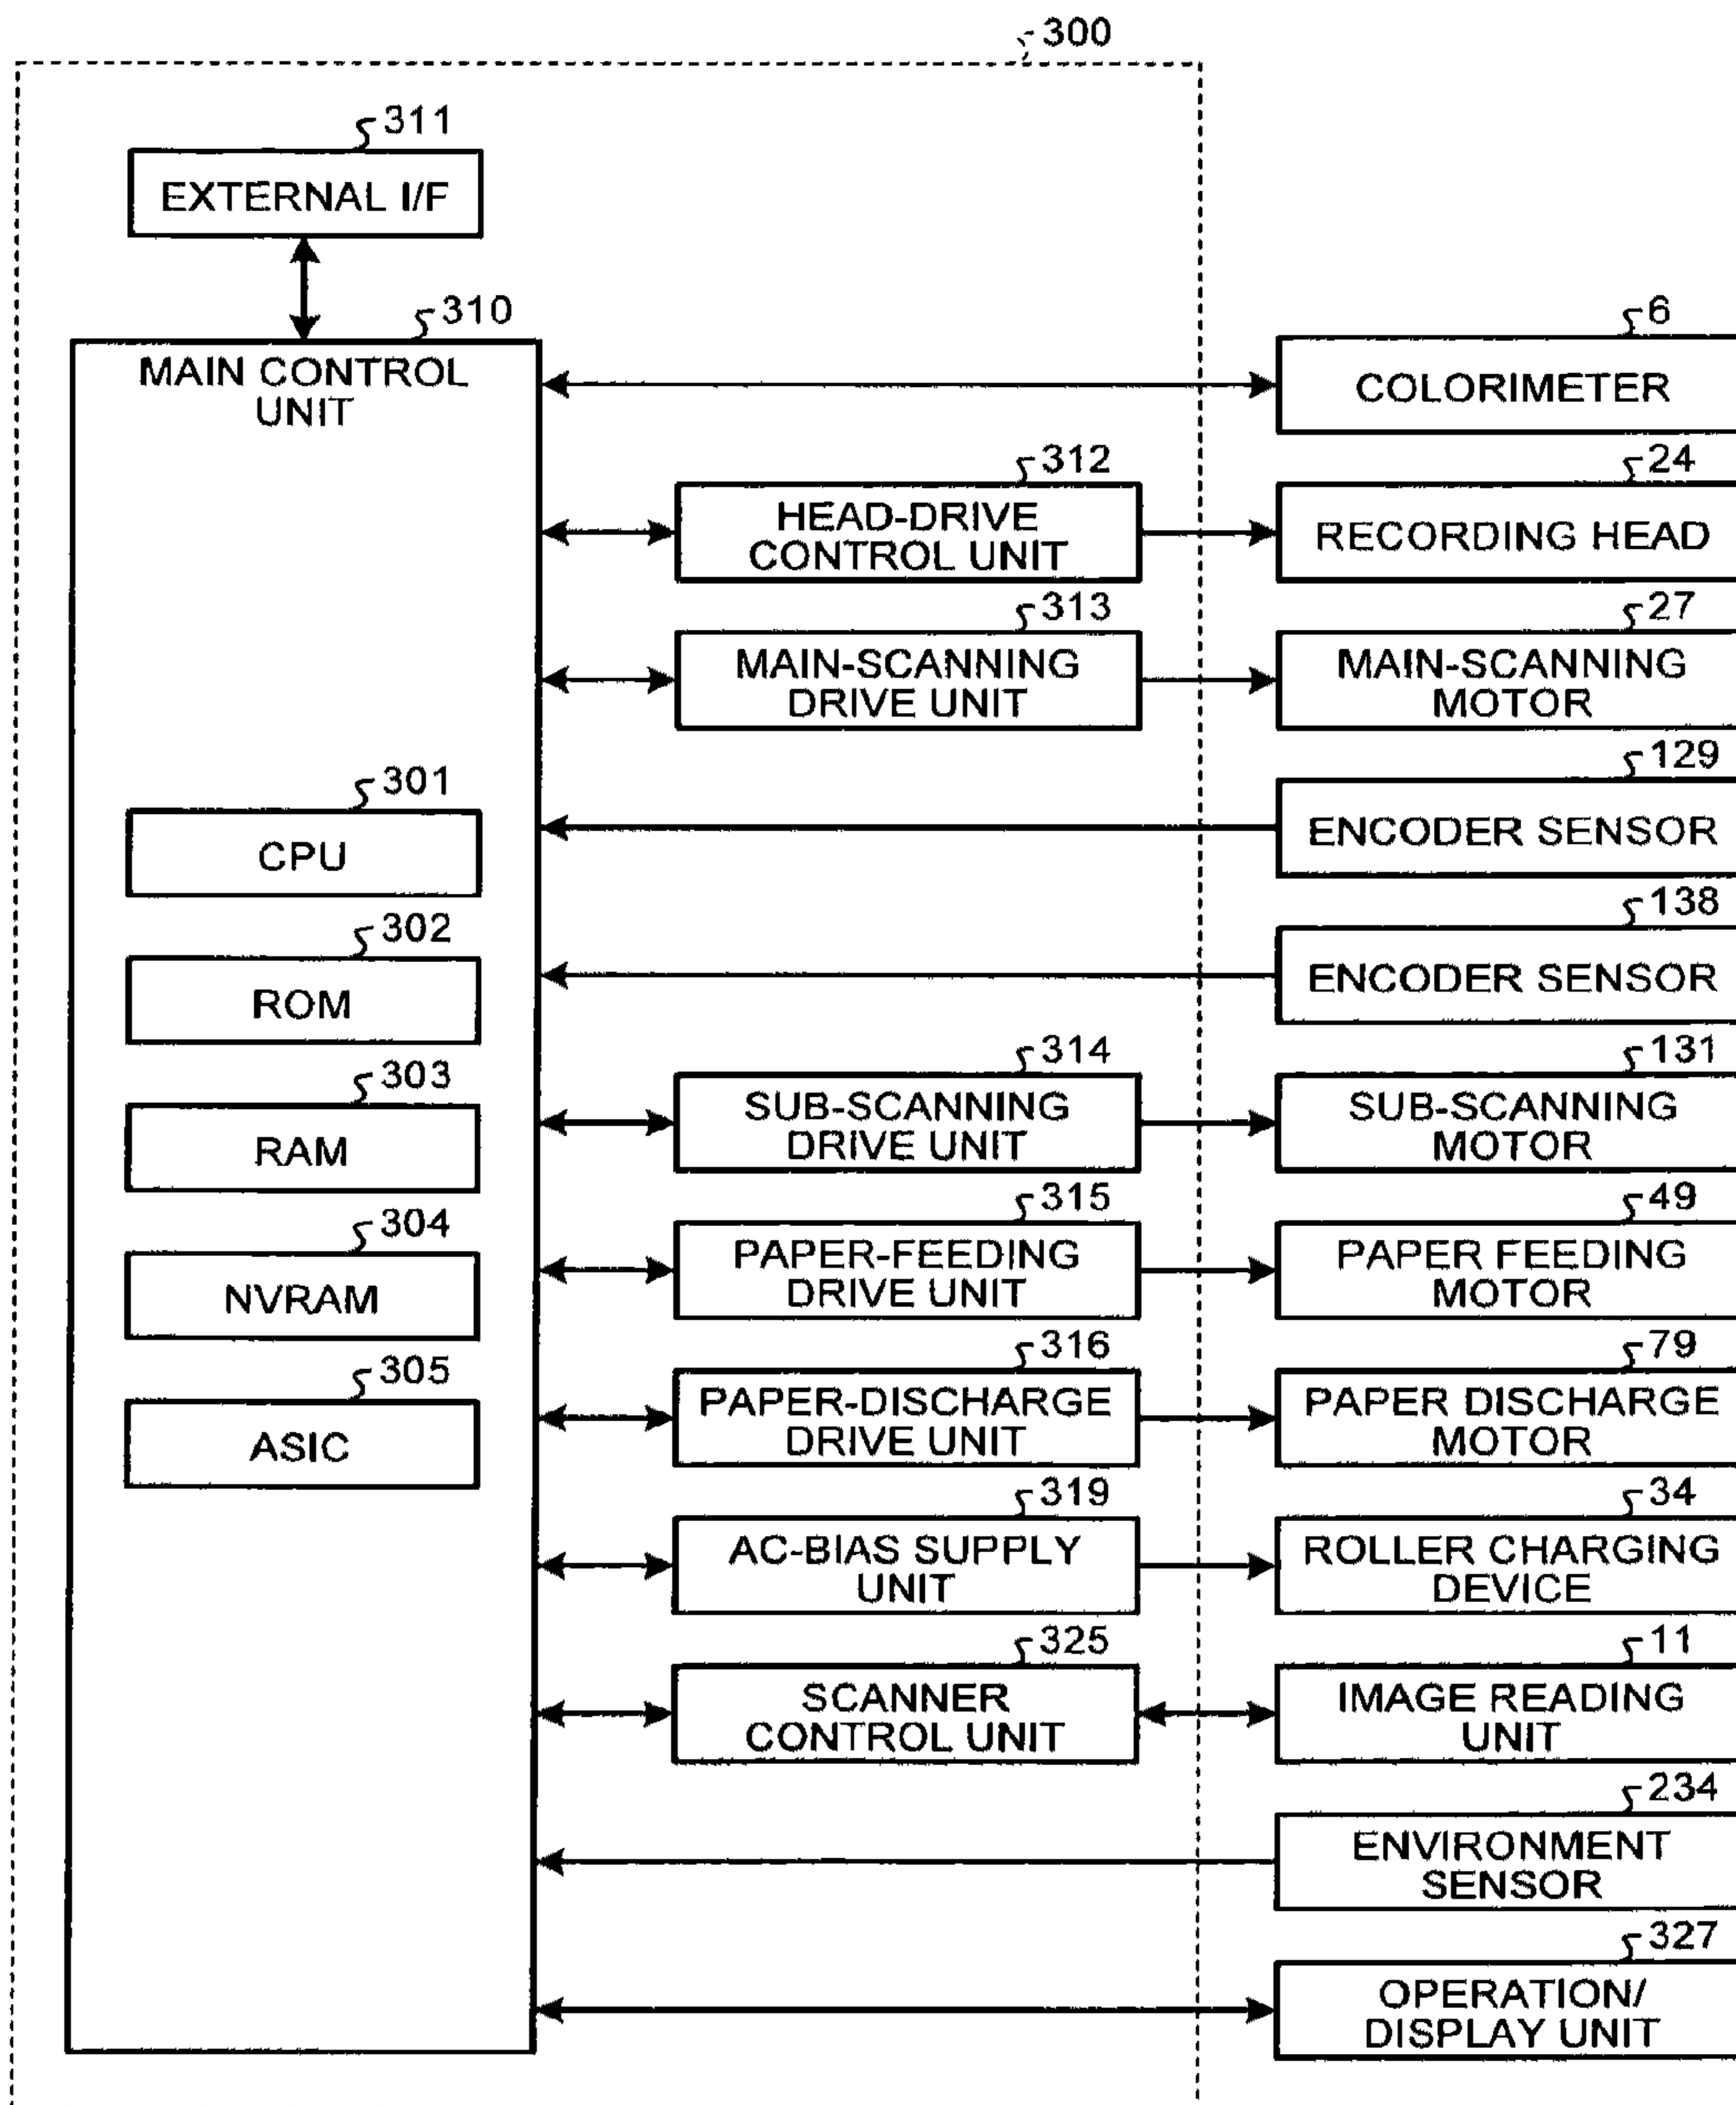 300
311
EXTERNAL I/F
310
MAIN CONTROL
UNIT
6
COLORIMETER
312
HEAD-DRIVE
CONTROL UNIT
24
RECORDING HEAD
313
MAIN-SCANNING
DRIVE UNIT
27
MAIN-SCANNING
MOTOR
301
CPU
129
ENCODER SENSOR
302
ROM
138
ENCODER SENSOR
303
RAM
314
SUB-SCANNING
DRIVE UNIT
131
SUB-SCANNING
MOTOR
304
NVRAM
315
PAPER-FEEDING
DRIVE UNIT
49
PAPER FEEDING
MOTOR
305
ASIC
316
PAPER-DISCHARGE
DRIVE UNIT
79
PAPER DISCHARGE
MOTOR
319
AC-BIAS SUPPLY
UNIT
34
ROLLER CHARGING
DEVICE
325
SCANNER
CONTROL UNIT
11
IMAGE READING
UNIT
234
ENVIRONMENT
SENSOR
327
OPERATION/
DISPLAY UNIT